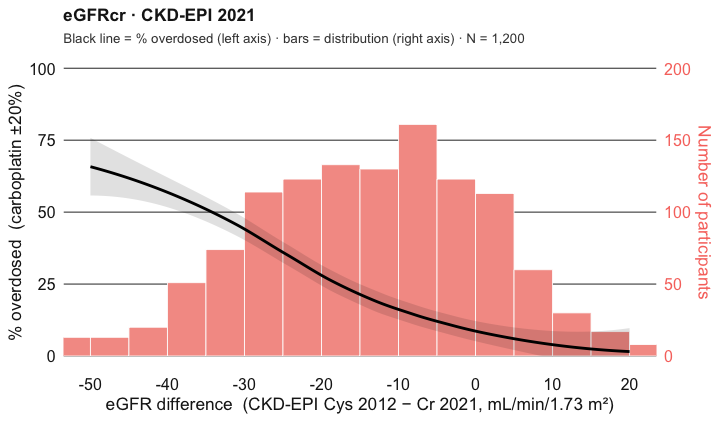 eGFRcr · CKD-EPI 2021
Black line = % overdosed (left axis) · bars = distribution (right axis) · N = 1,200
% overdosed (carboplatin ±20%)
100
75
50
25
0
200
150
100
50
0
Number of participants
-50 -40 -30 -20 -10 0 10 20
eGFR difference (CKD-EPI Cys 2012 − Cr 2021, mL/min/1.73 m²)